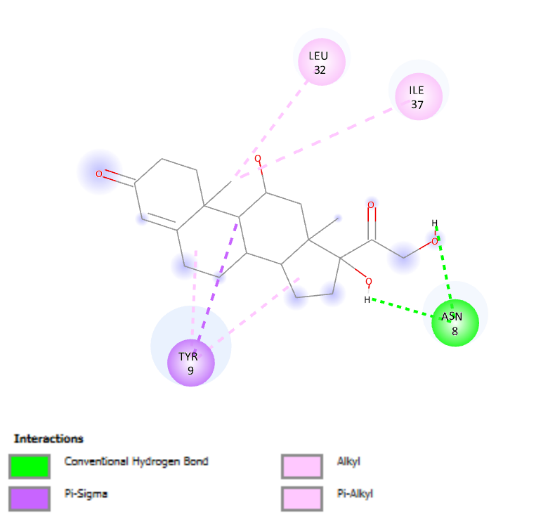 LEU
32
ILE
37
O
O
O
H
O
O
H
ASN
8
TYR
9
Interactions
Conventional Hydrogen Bond
Alkyl
Pi-Sigma
Pi-Alkyl